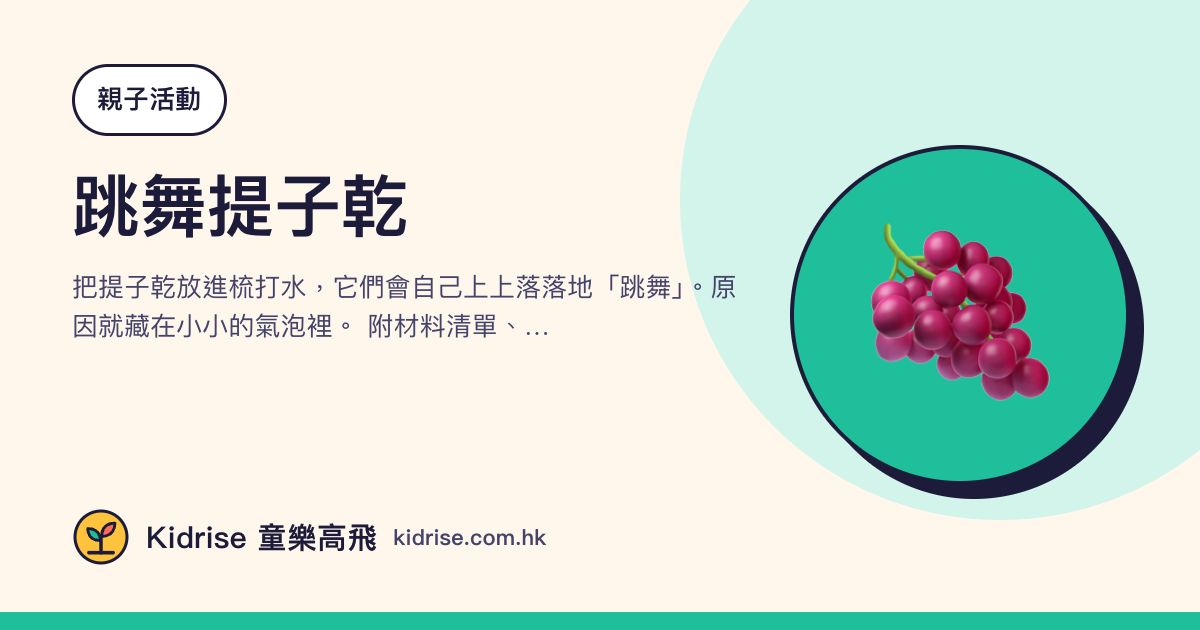 親子活動
跳舞提子乾
把提子乾放進梳打水，它們會自己上上落落地「跳舞」。原
因就藏在小小的氣泡裡。 附材料清單、…
Kidrise 童樂高飛 kidrise.com.hk